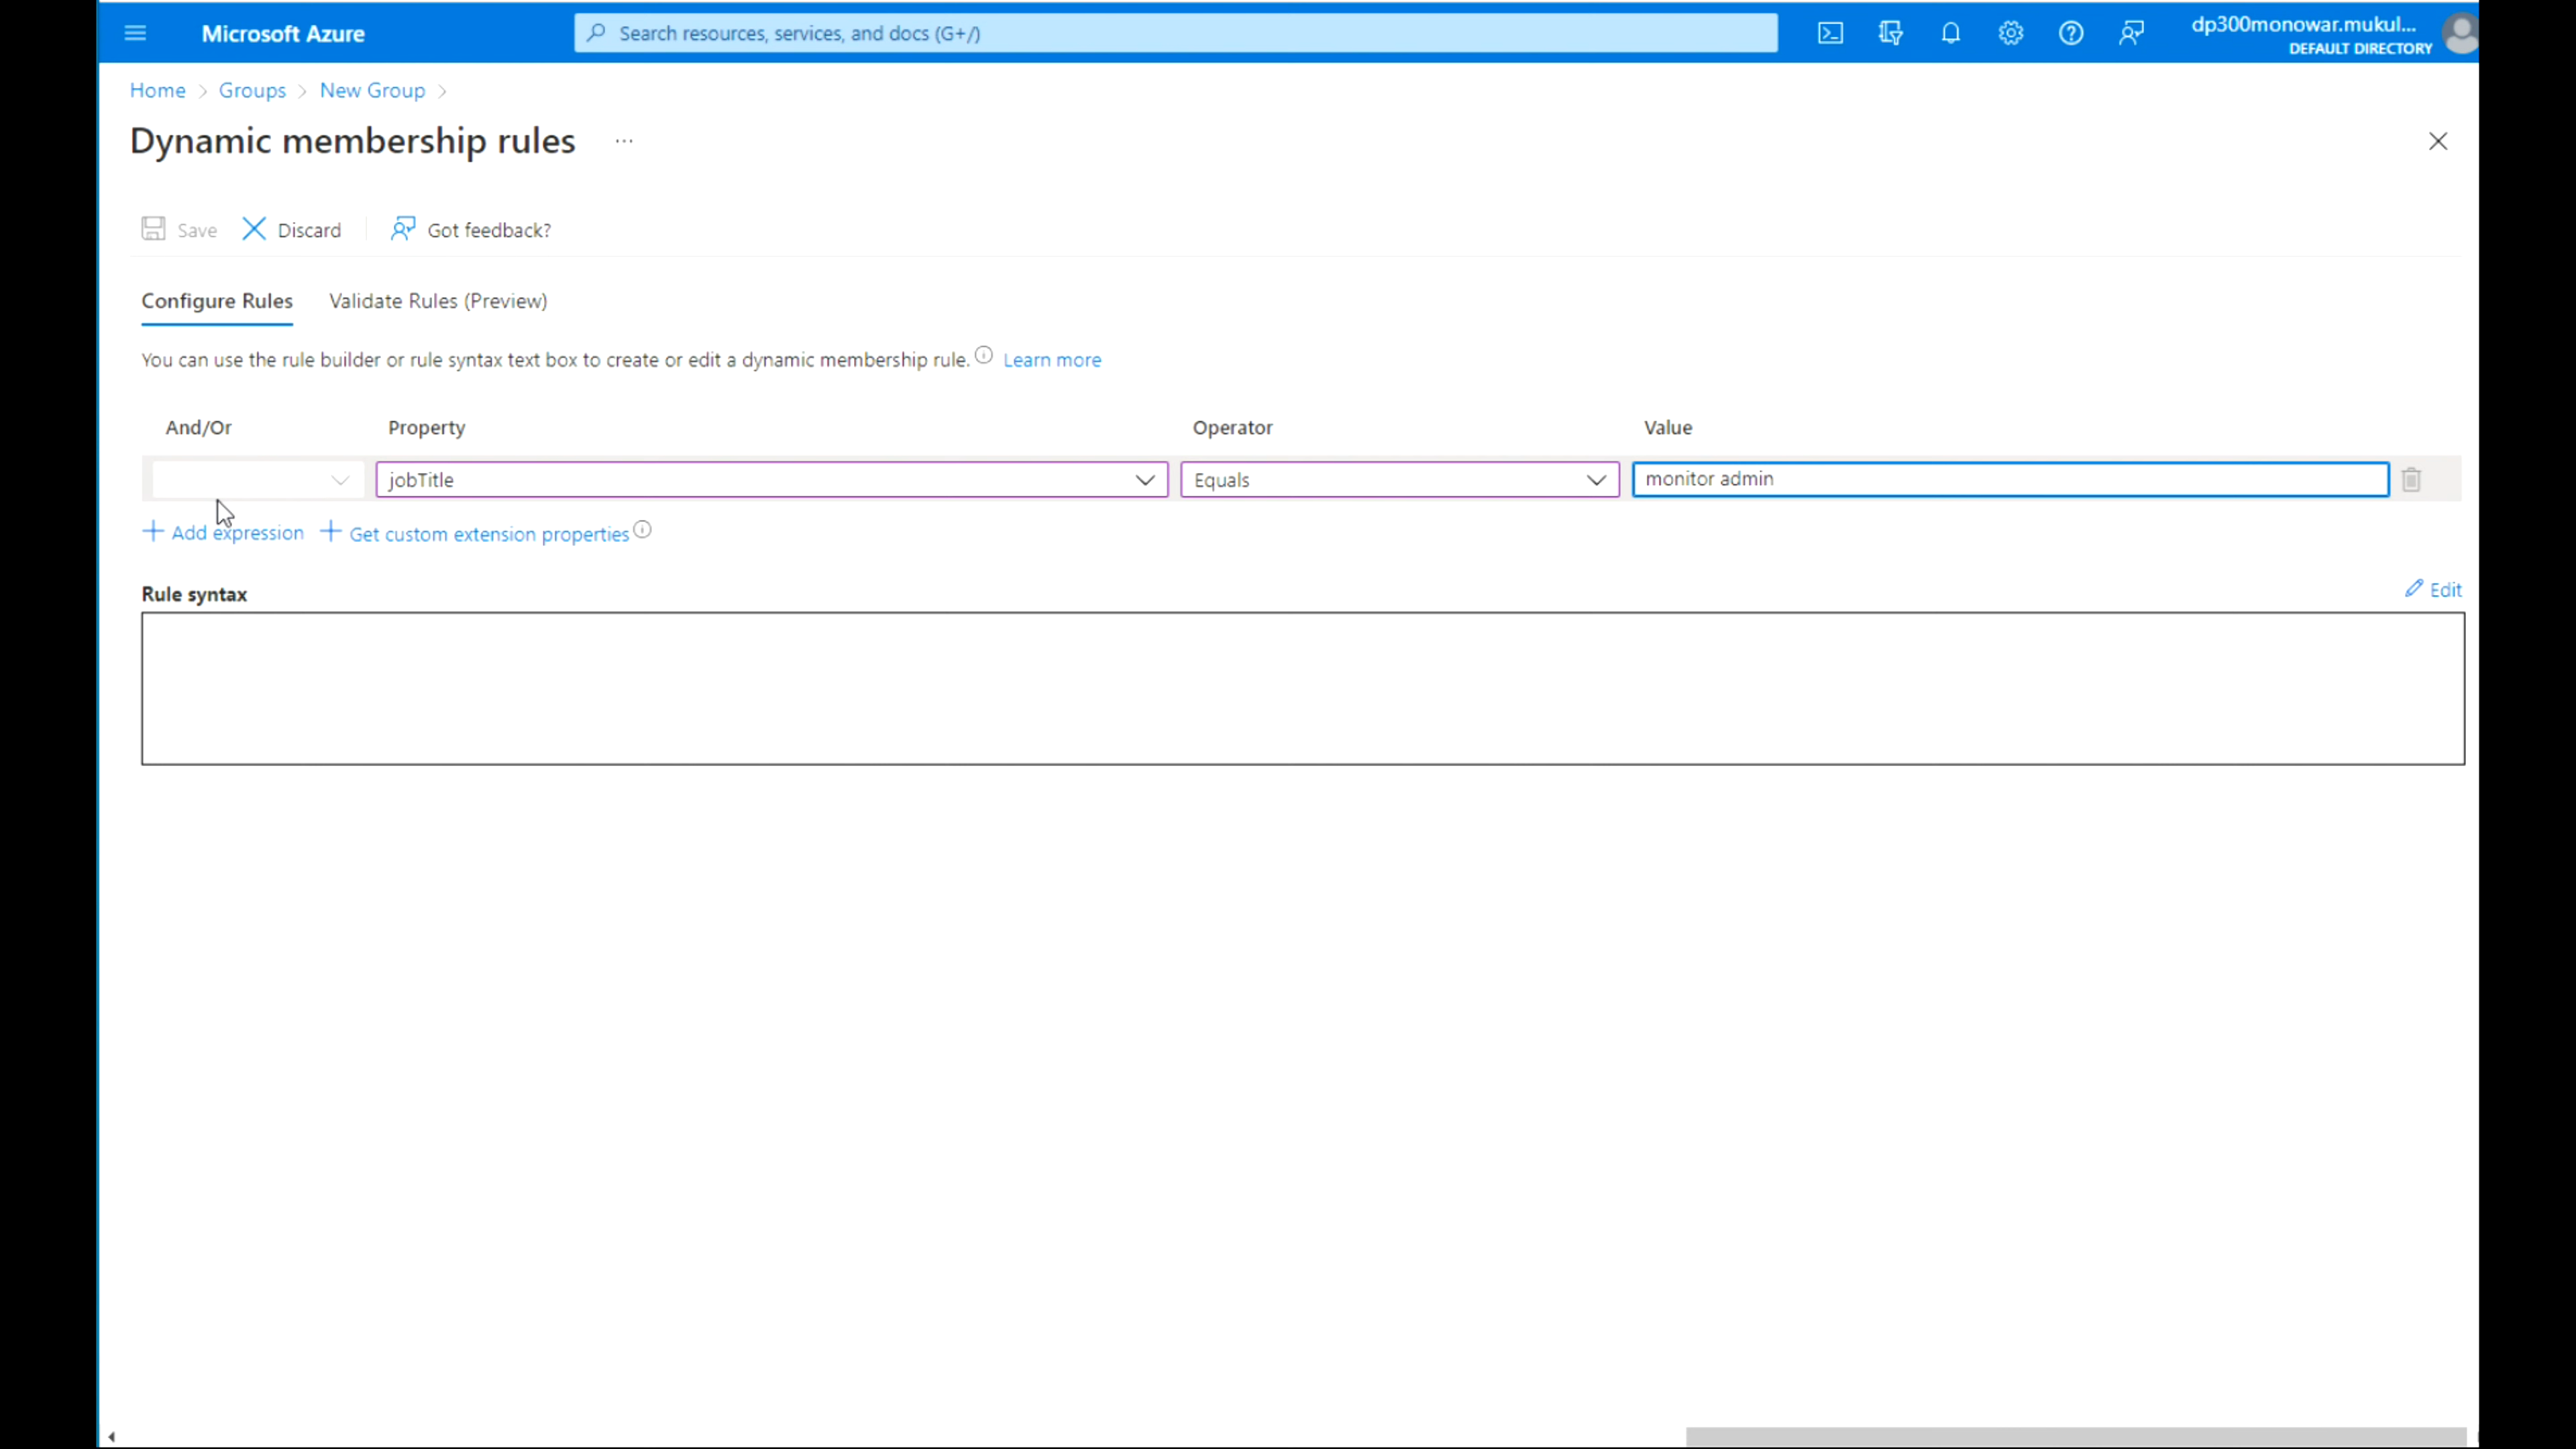 Microsoft Azure
Search resources, services, and docs (G+/)
dp300monowar.mukul...
DEFAULT DIRECTORY
Home > Groups > New Group >
Dynamic membership rules ...
Save Discard Got feedback?
Configure Rules Validate Rules (Preview)
You can use the rule builder or rule syntax text box to create or edit a dynamic membership rule. Learn more
And/Or Property Operator Value
jobTitle Equals monitor admin
+ Add expression + Get custom extension properties
Rule syntax Edit